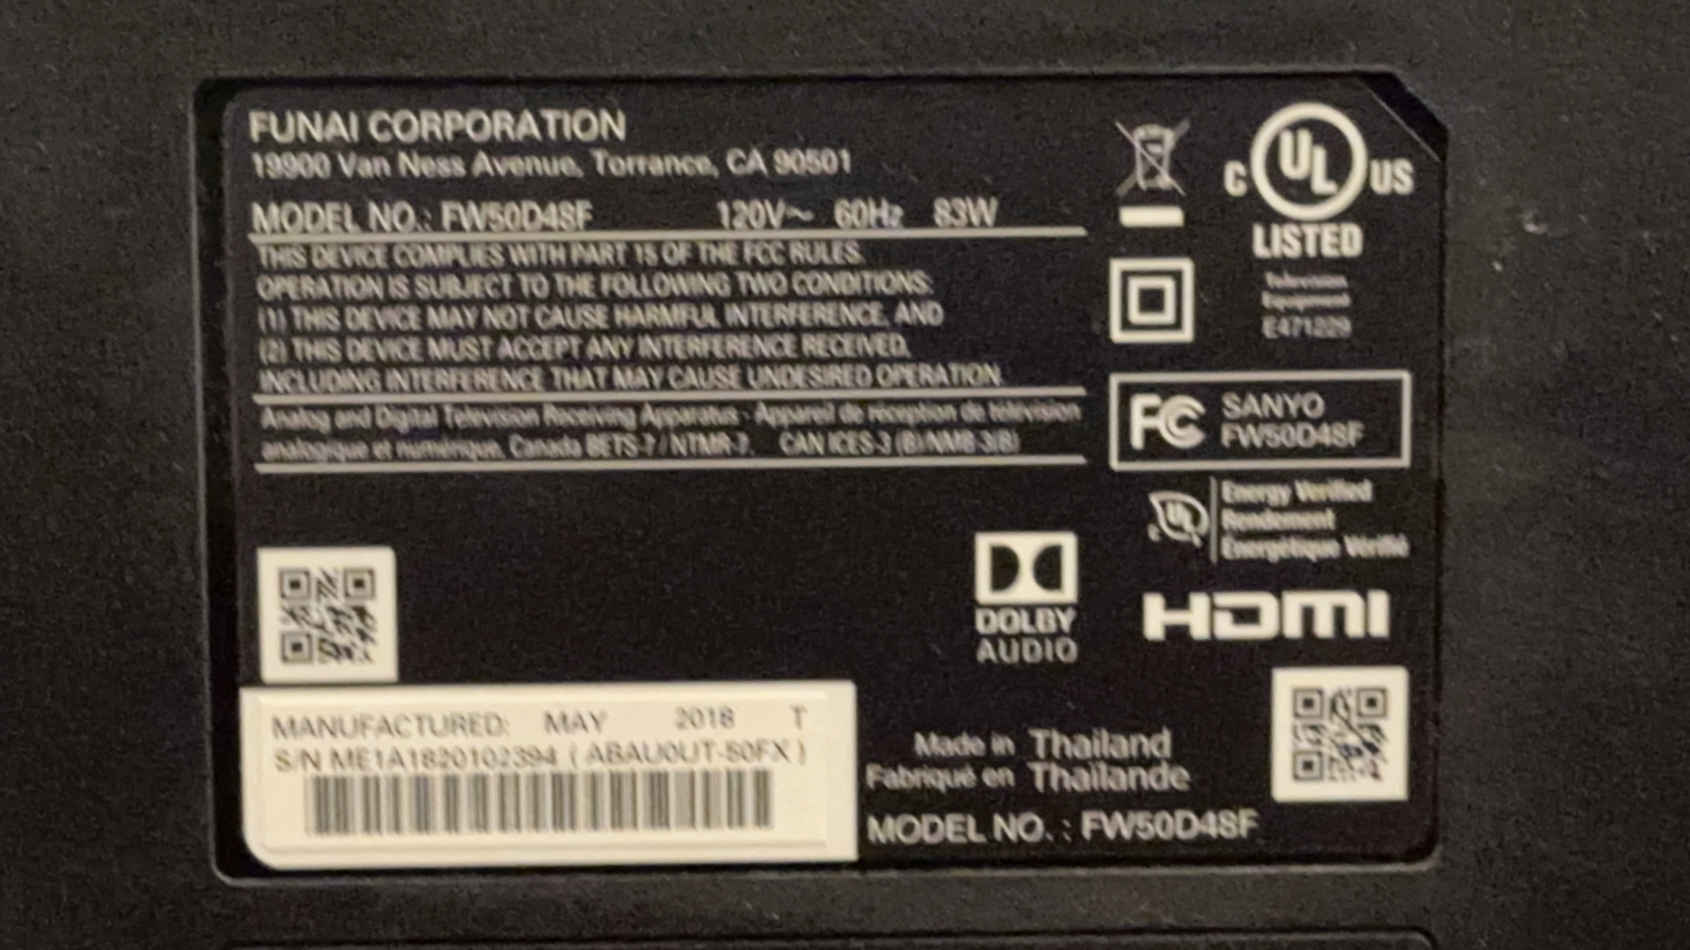 FUNAI CORPORATION
19900 Van Ness Avenue, Torrance, CA 90501
MODEL NO.: FW50D48F 120V~ 60Hz 83W
THIS DEVICE COMPLIES WITH PART 15 OF THE FCC RULES.
OPERATION IS SUBJECT TO THE FOLLOWING TWO CONDITIONS:
(1) THIS DEVICE MAY NOT CAUSE HARMFUL INTERFERENCE, AND
(2) THIS DEVICE MUST ACCEPT ANY INTERFERENCE RECEIVED,
INCLUDING INTERFERENCE THAT MAY CAUSE UNDESIRED OPERATION.
Analog and Digital Television Receiving Apparatus - Appareil de réception de télévision
analogique et numérique, Canada BETS-7 / NTMR-7. CAN ICES-3 (B)/NMB-3(B)
C UL US
LISTED
Television
Equipment
E471229
FC SANYO
FW50D48F
UL Energy Verified
Rendement
Énergétique Vérifié
DOLBY
AUDIO
HDMI
MANUFACTURED: MAY 2018 T
S/N ME1A1820102394 ( ABAU0UT-50FX )
Made in Thailand
Fabriqué en Thaïlande
MODEL NO. : FW50D48F